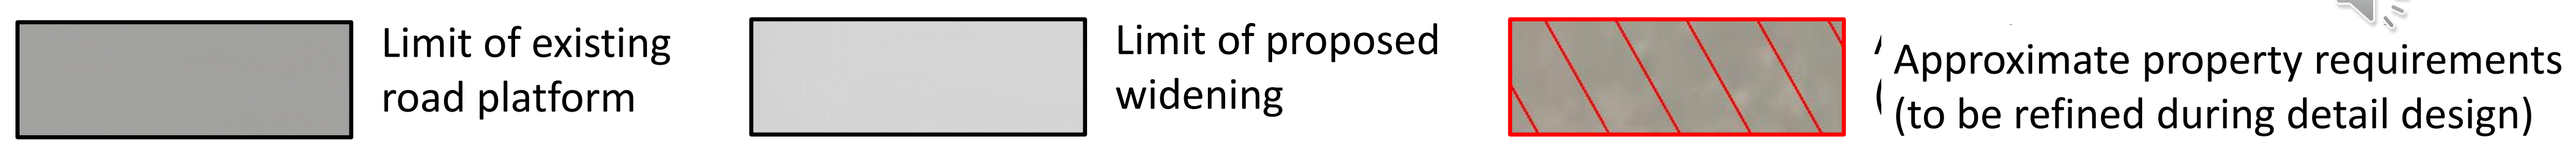 Limit of existing
road platform
Limit of proposed
widening
Approximate property requirements
(to be refined during detail design)